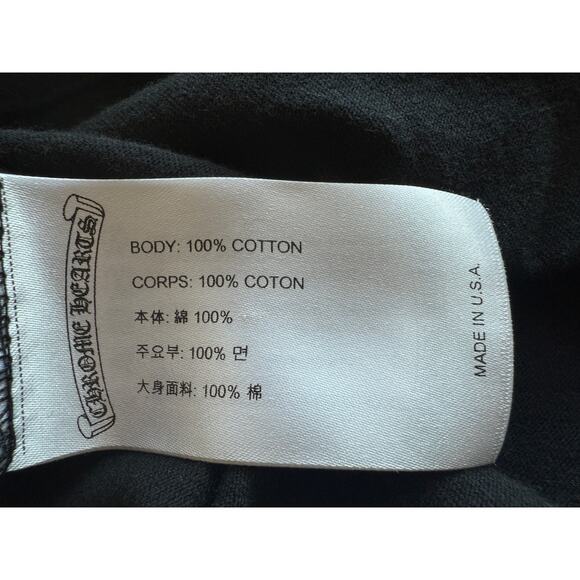 CHROME HEARTS
BODY: 100% COTTON
CORPS: 100% COTON
本体: 綿 100%
주요부: 100% 면
大身面料: 100% 棉
MADE IN U.S.A.